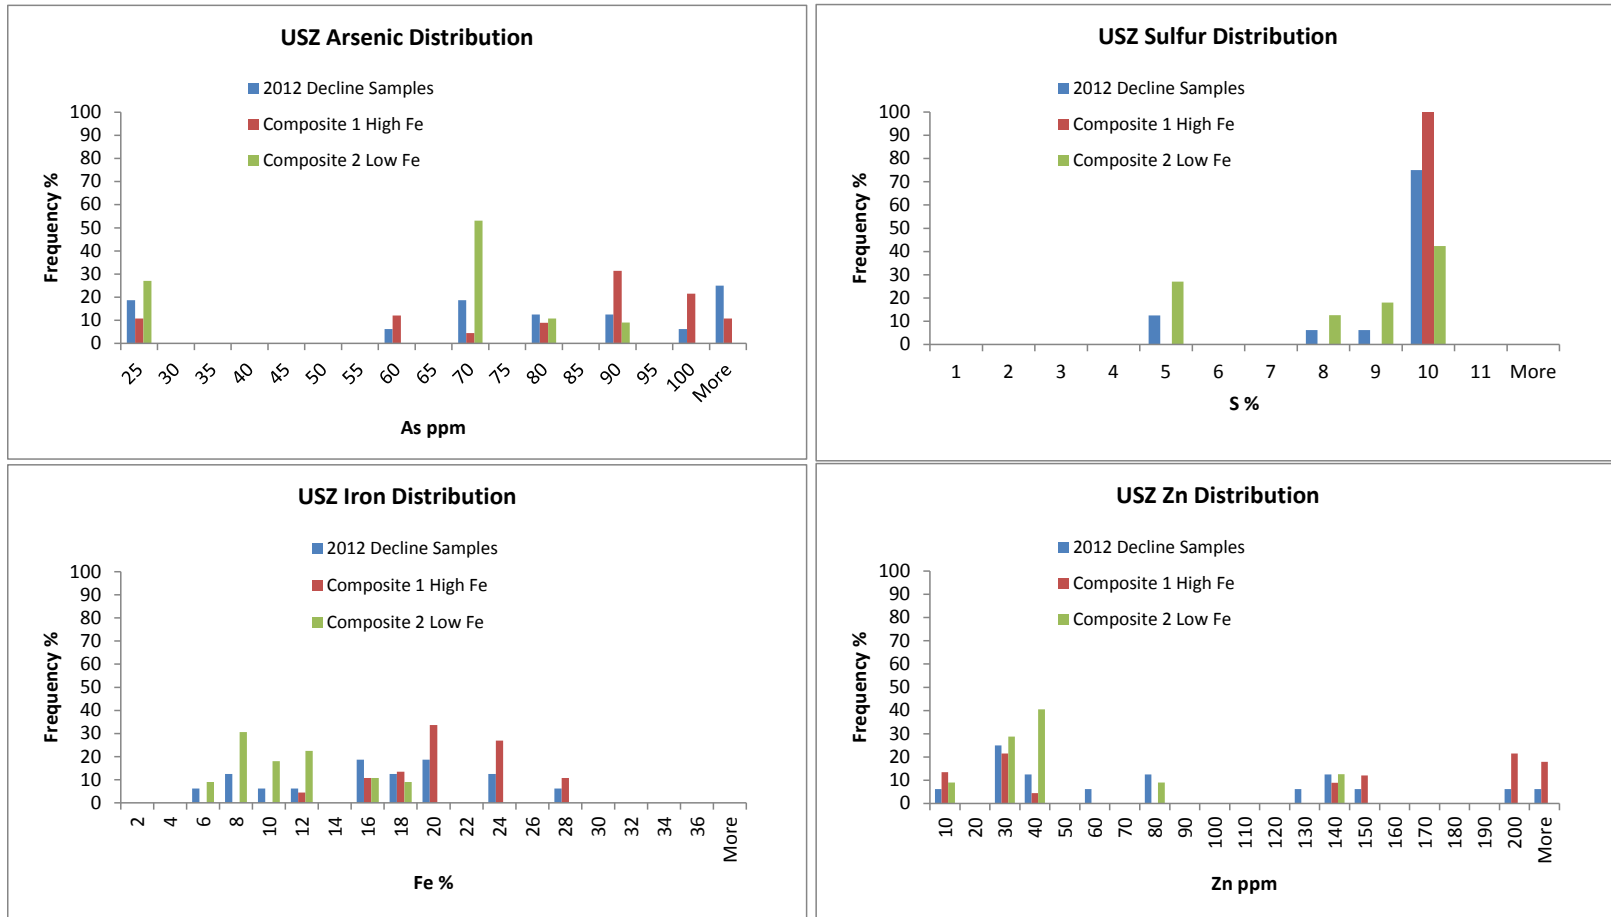 USZ Arsenic Distribution
2012 Decline Samples
Composite 1 High Fe
Composite 2 Low Fe
Frequency %
100
90
80
70
60
50
40
30
20
10
0
25 30 35 40 45 50 55 60 65 70 75 80 85 90 95 100 More
As ppm
USZ Sulfur Distribution
2012 Decline Samples
Composite 1 High Fe
Composite 2 Low Fe
Frequency %
100
90
80
70
60
50
40
30
20
10
0
1 2 3 4 5 6 7 8 9 10 11 More
S %
USZ Iron Distribution
2012 Decline Samples
Composite 1 High Fe
Composite 2 Low Fe
Frequency %
100
90
80
70
60
50
40
30
20
10
0
2 4 6 8 10 12 14 16 18 20 22 24 26 28 30 32 34 36 More
Fe %
USZ Zn Distribution
2012 Decline Samples
Composite 1 High Fe
Composite 2 Low Fe
Frequency %
100
90
80
70
60
50
40
30
20
10
0
10 20 30 40 50 60 70 80 90 100 110 120 130 140 150 160 170 180 190 200 More
Zn ppm